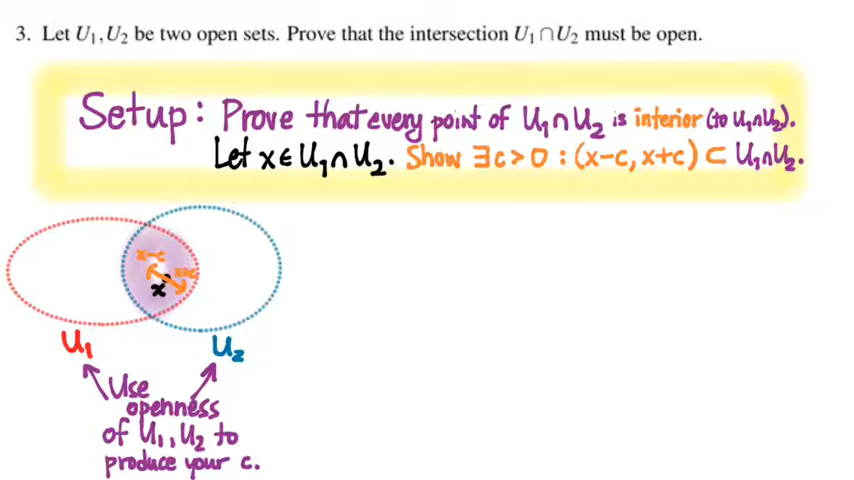 3. Let U₁, U₂ be two open sets. Prove that the intersection U₁ ∩ U₂ must be open.
Setup: Prove that every point of U₁ ∩ U₂ is interior (to U₁∩U₂).
Let x ∈ U₁ ∩ U₂. Show ∃c > 0 : (x-c, x+c) ⊂ U₁∩U₂.
x-c
x+c
x
U₁
U₂
Use
openness
of U₁, U₂ to
produce your c.